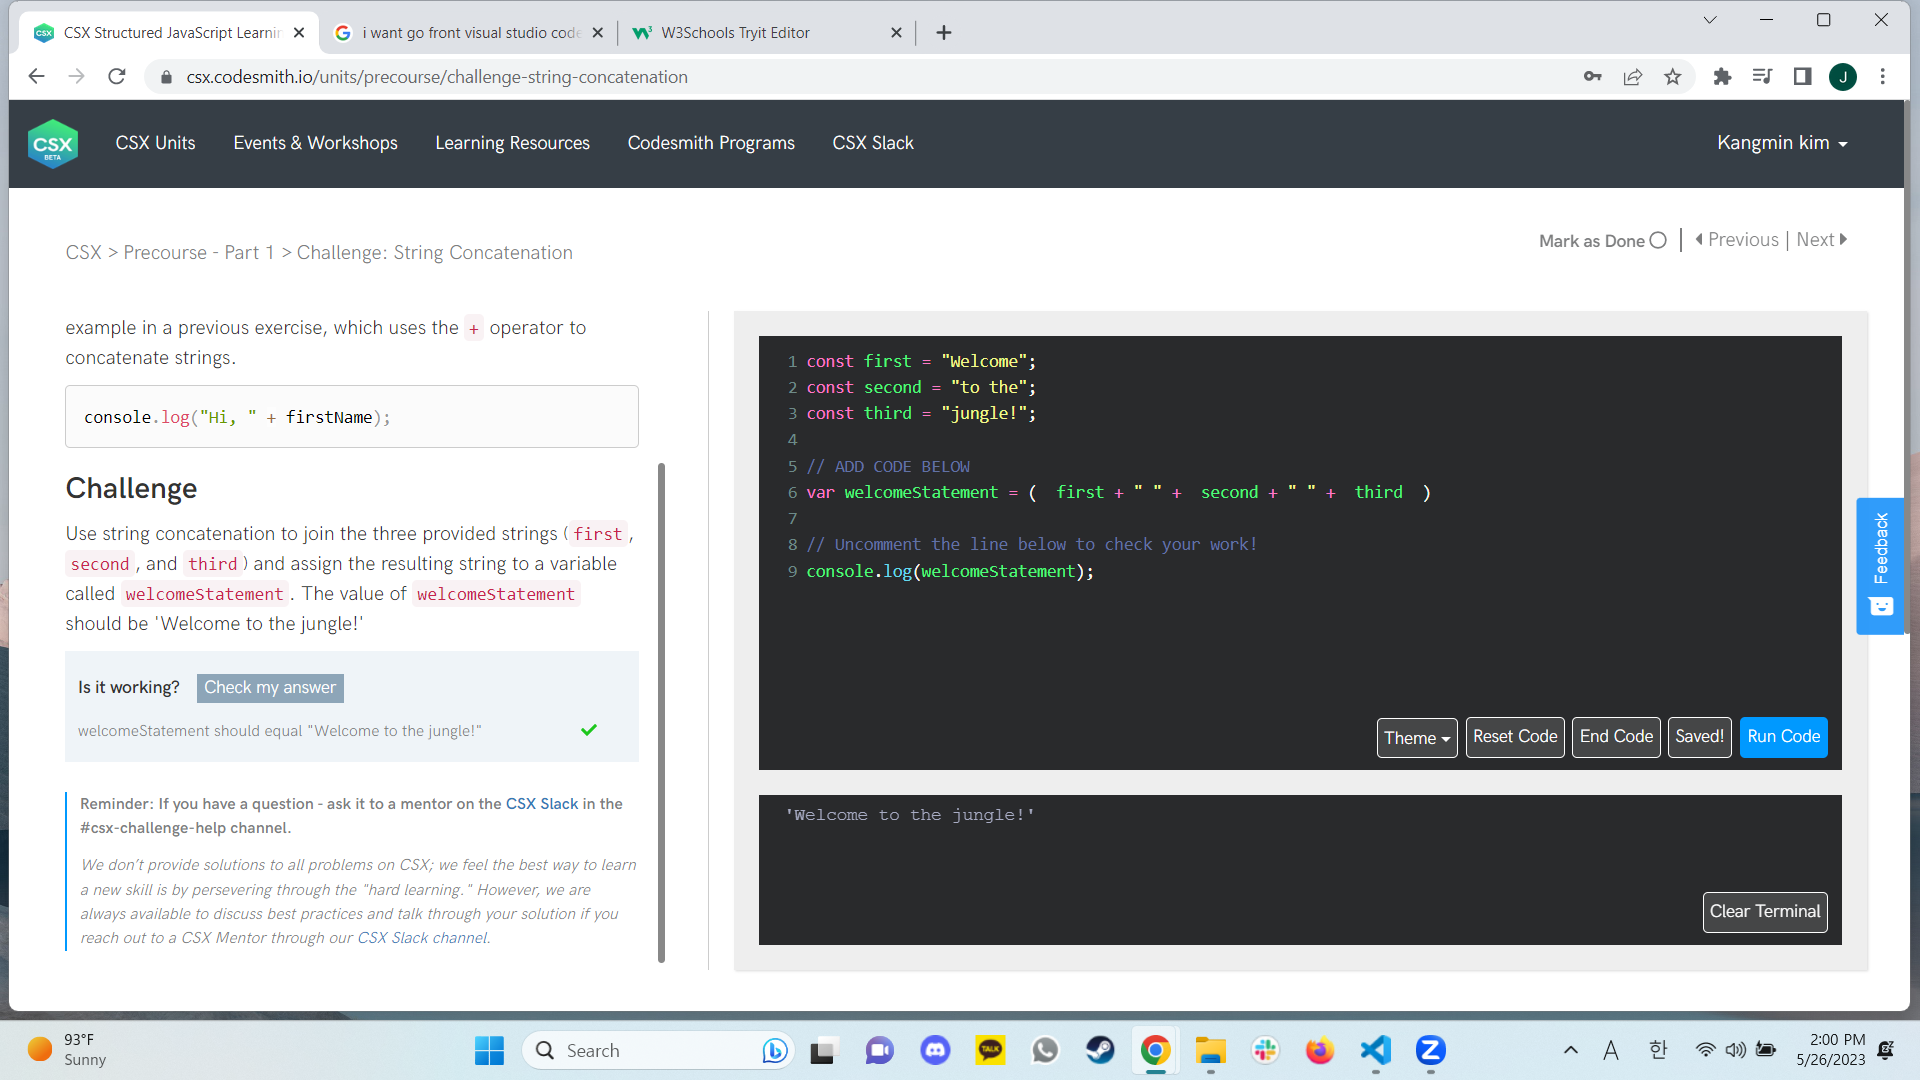 CSX Structured JavaScript Learnin
i want go front visual studio code
W3Schools Tryit Editor
csx.codesmith.io/units/precourse/challenge-string-concatenation
J
CSX
BETA
CSX Units
Events & Workshops
Learning Resources
Codesmith Programs
CSX Slack
Kangmin kim
CSX > Precourse - Part 1 > Challenge: String Concatenation
Mark as Done
Previous | Next
example in a previous exercise, which uses the + operator to
concatenate strings.
console.log("Hi, " + firstName);
Challenge
Use string concatenation to join the three provided strings (first,
second, and third) and assign the resulting string to a variable
called welcomeStatement. The value of welcomeStatement
should be 'Welcome to the jungle!'
Is it working? Check my answer
welcomeStatement should equal "Welcome to the jungle!"
Reminder: If you have a question - ask it to a mentor on the CSX Slack in the
#csx-challenge-help channel.
We don't provide solutions to all problems on CSX; we feel the best way to learn
a new skill is by persevering through the "hard learning." However, we are
always available to discuss best practices and talk through your solution if you
reach out to a CSX Mentor through our CSX Slack channel.
1 const first = "Welcome";
2 const second = "to the";
3 const third = "jungle!";
4
5 // ADD CODE BELOW
6 var welcomeStatement = (  first + " " +  second + " " +  third  )
7
8 // Uncomment the line below to check your work!
9 console.log(welcomeStatement);
Theme
Reset Code
End Code
Saved!
Run Code
'Welcome to the jungle!'
Clear Terminal
Feedback
93°F
Sunny
Search
TALK
A
한
2:00 PM
5/26/2023